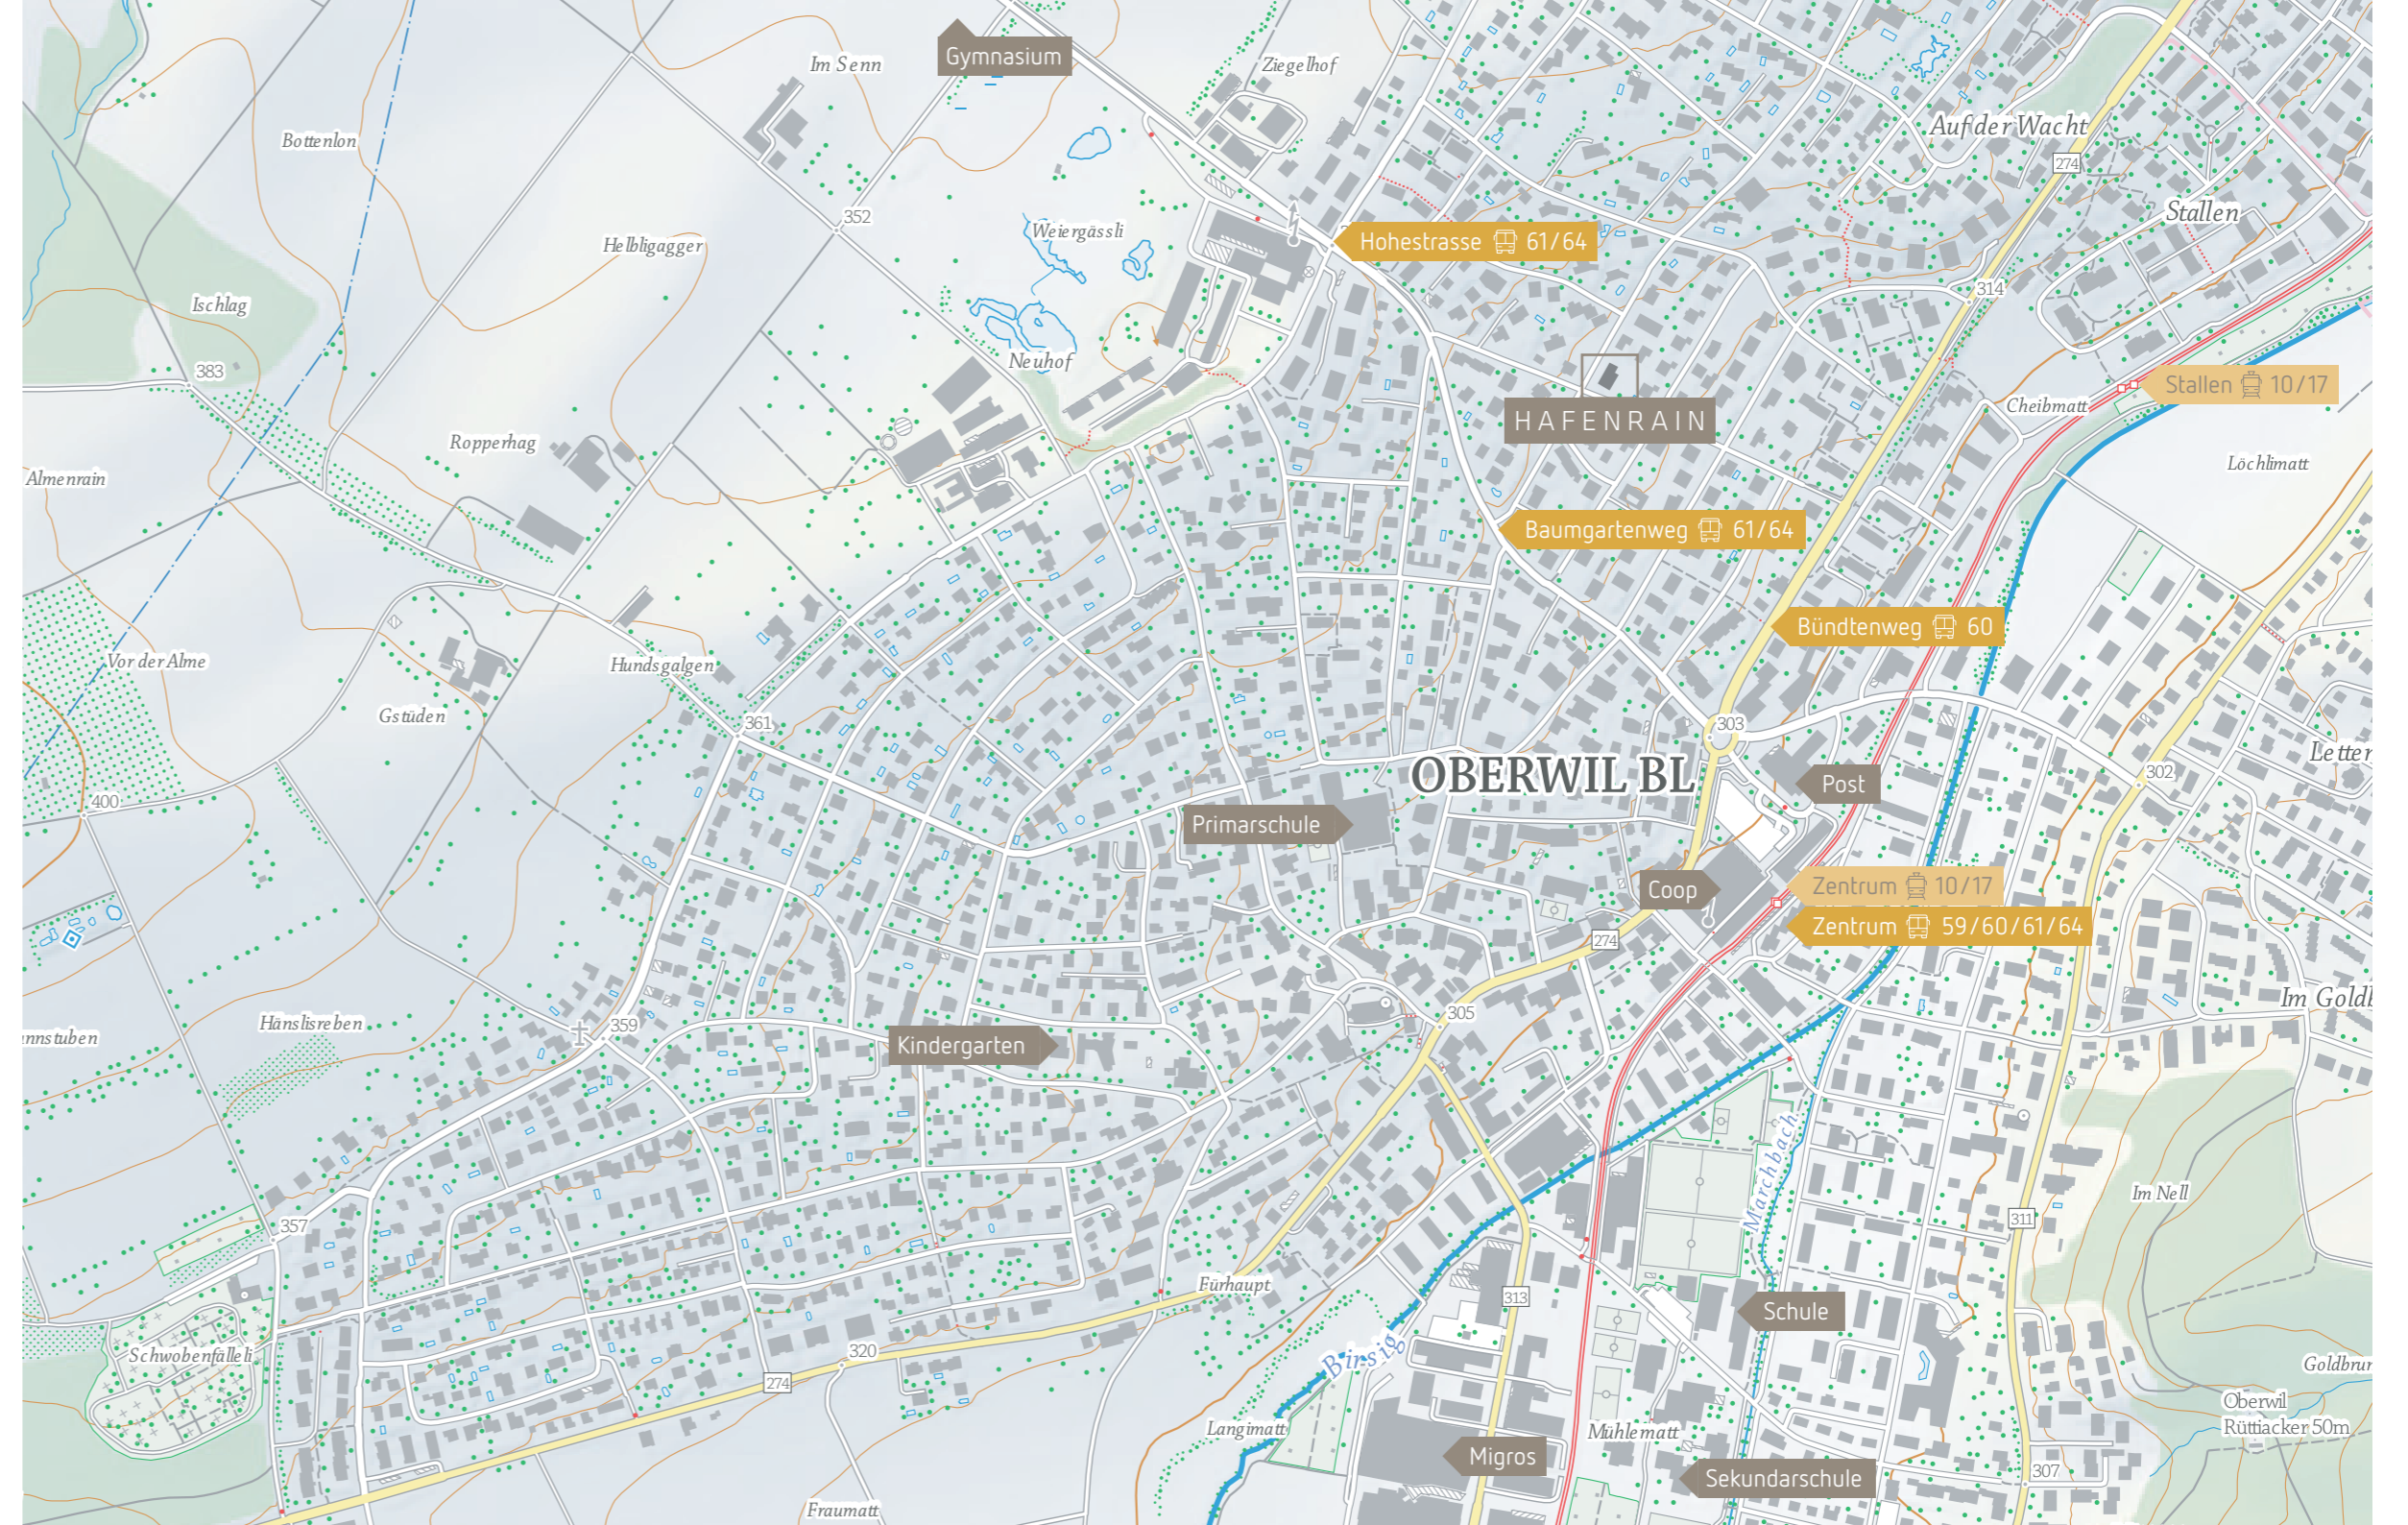 Gymnasium
Im Senn
Ziegelhof
Bottenlon
Auf der Wacht
274
352
Weiergässli
Stallen
Helbligagger
Hohestrasse 61/64
314
Ischlag
383
Neuhof
Stallen 10/17
Cheibmatt
HAFENRAIN
Ropperhag
Löchlimatt
Almenrain
Baumgartenweg 61/64
Bündtenweg 60
Vor der Alme
Hundsgalgen
Gstüden
361
303
OBERWIL BL
Letter
302
Post
400
Primarschule
Coop
Zentrum 10/17
Zentrum 59/60/61/64
274
Im Goldb
305
Hänslisreben
359
nnstuben
Kindergarten
Marchbach
Im Nell
311
357
Fürhaupt
313
Schule
Birsig
Schwobenfälleli
320
274
Goldbrun
Oberwil
Rüttiacker 50m
Langimatt
Mühlematt
Migros
307
Sekundarschule
Fraumatt